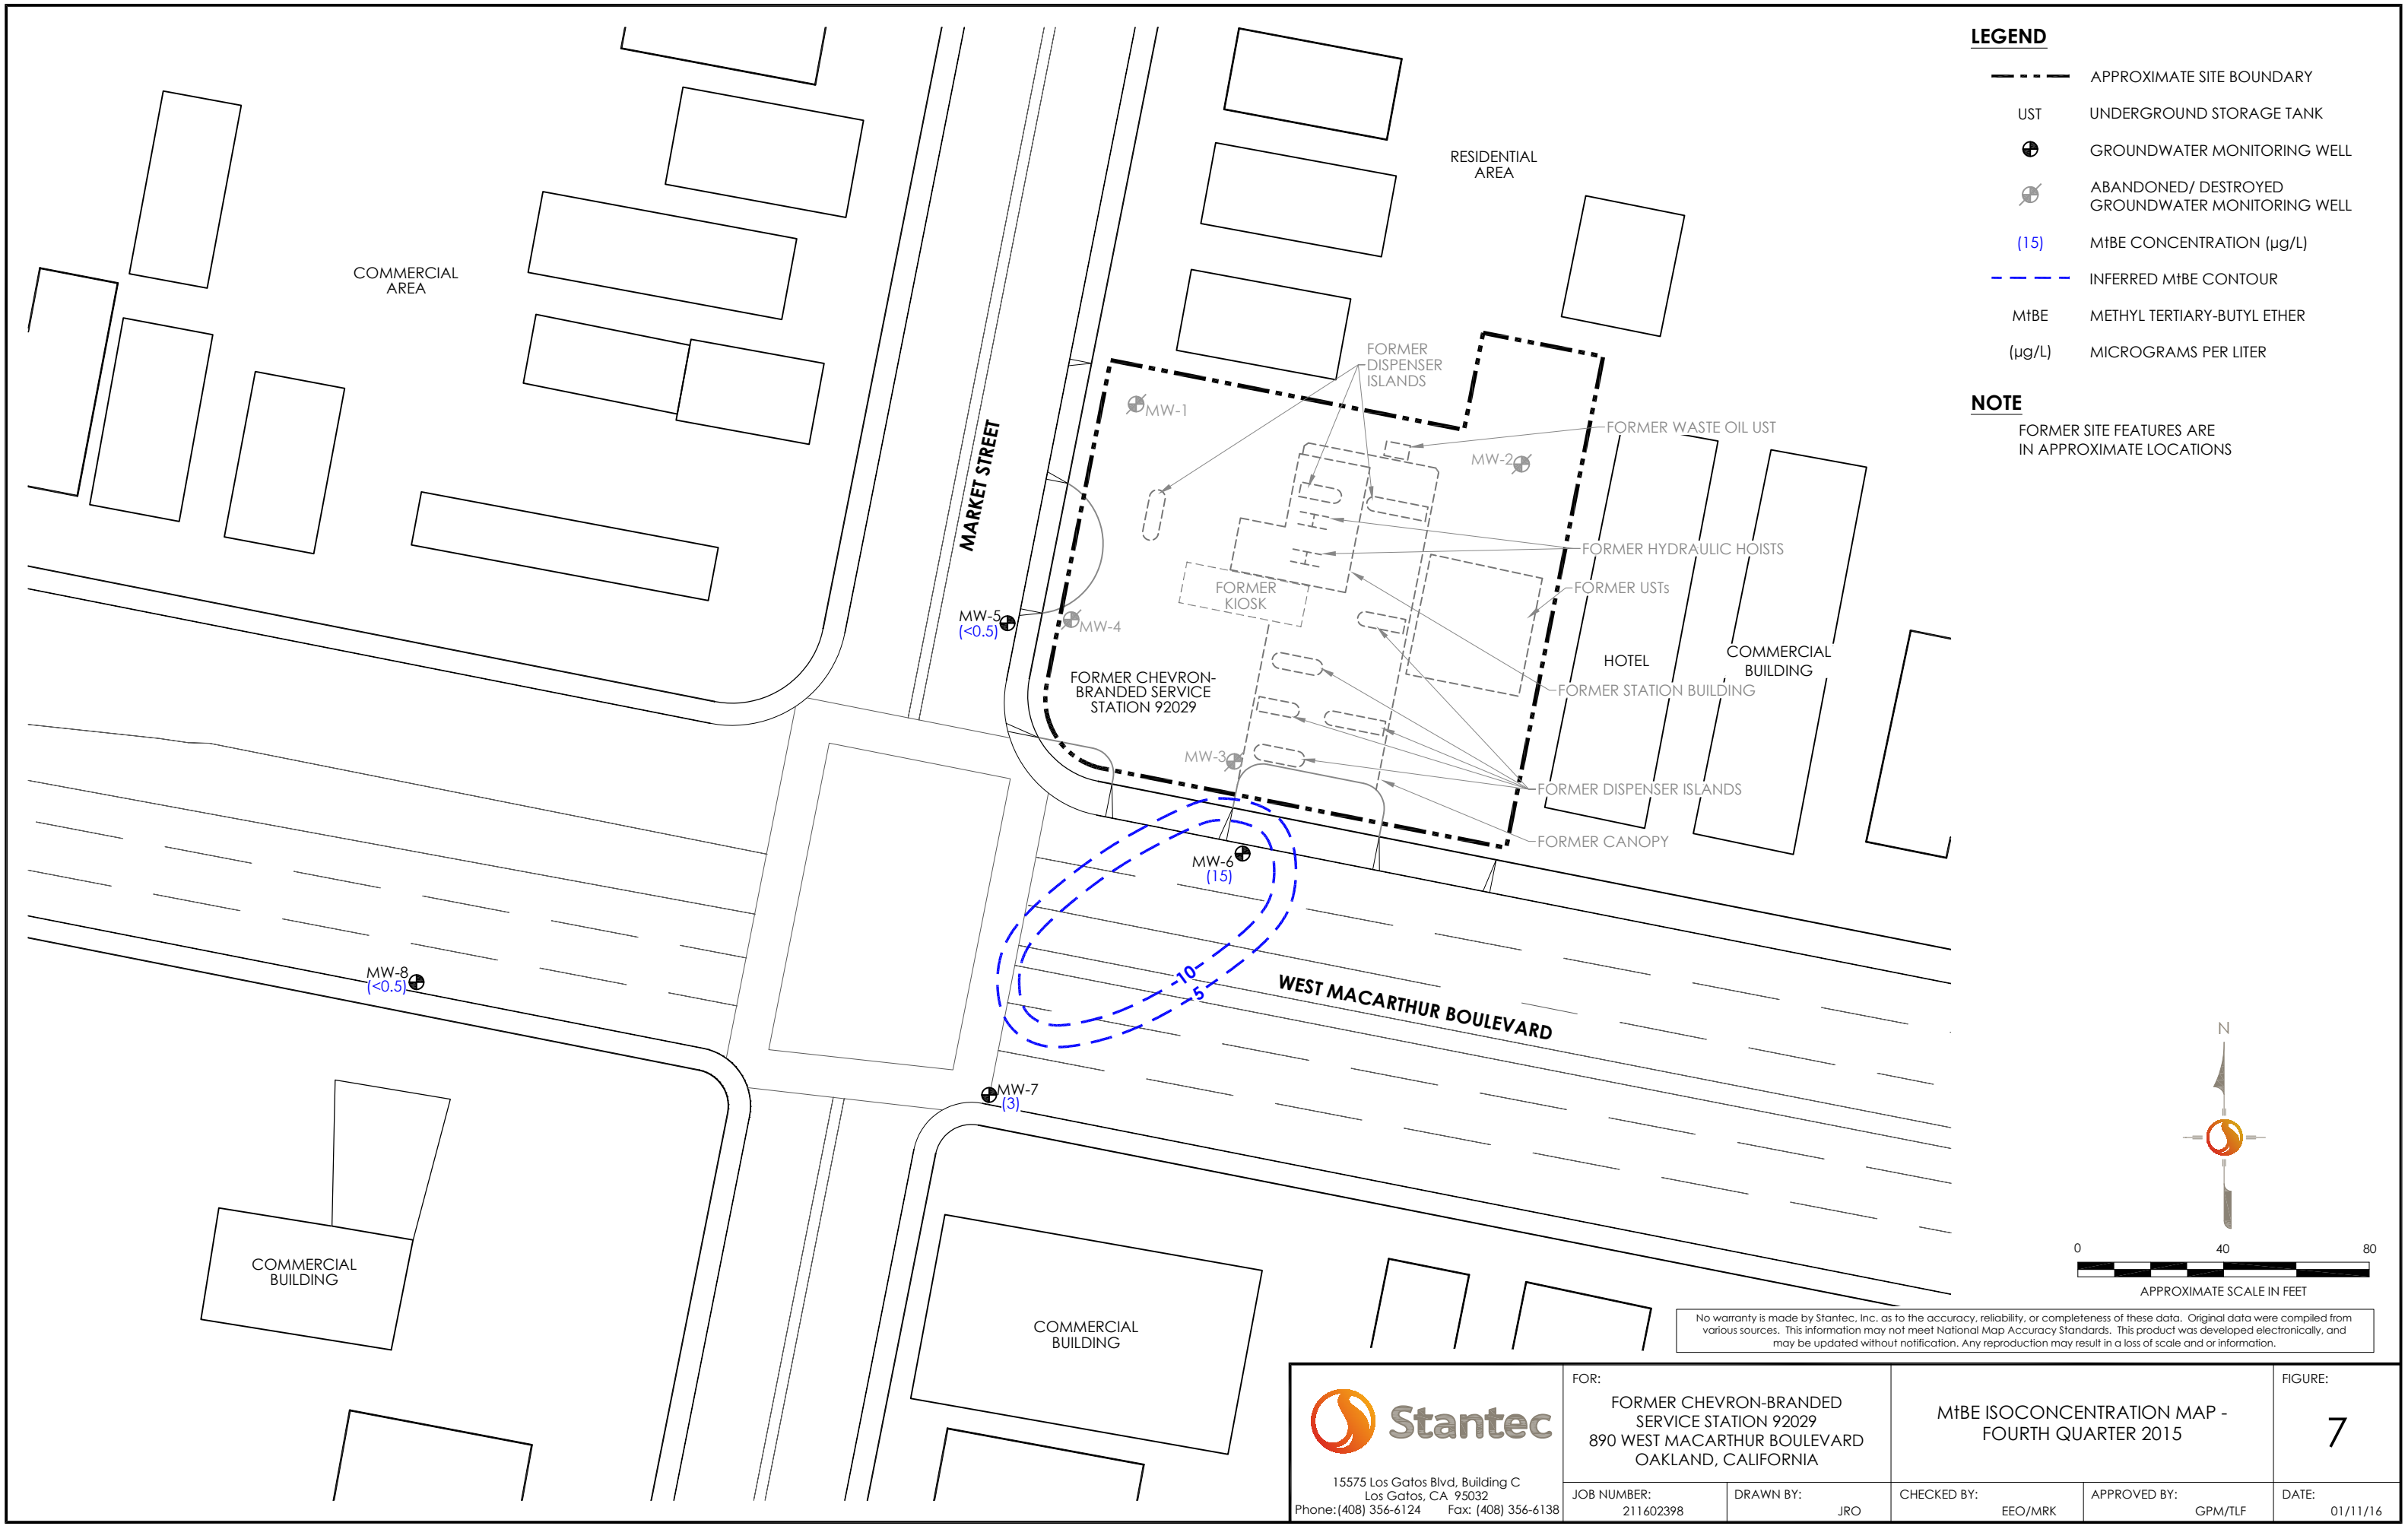 LEGEND
APPROXIMATE SITE BOUNDARY
UST UNDERGROUND STORAGE TANK
GROUNDWATER MONITORING WELL
ABANDONED/ DESTROYED
GROUNDWATER MONITORING WELL
(15) MtBE CONCENTRATION (µg/L)
INFERRED MtBE CONTOUR
MtBE METHYL TERTIARY-BUTYL ETHER
(µg/L) MICROGRAMS PER LITER
NOTE
FORMER SITE FEATURES ARE
IN APPROXIMATE LOCATIONS
RESIDENTIAL
AREA
COMMERCIAL
AREA
MARKET STREET
FORMER
DISPENSER
ISLANDS
MW-1
FORMER WASTE OIL UST
MW-2
FORMER HYDRAULIC HOISTS
FORMER USTs
FORMER
KIOSK
MW-5
(<0.5)
MW-4
HOTEL
COMMERCIAL
BUILDING
FORMER CHEVRON-
BRANDED SERVICE
STATION 92029
FORMER STATION BUILDING
MW-3
FORMER DISPENSER ISLANDS
FORMER CANOPY
MW-6
(15)
10
5
WEST MACARTHUR BOULEVARD
MW-8
(<0.5)
MW-7
(3)
COMMERCIAL
BUILDING
COMMERCIAL
BUILDING
N
0 40 80
APPROXIMATE SCALE IN FEET
No warranty is made by Stantec, Inc. as to the accuracy, reliability, or completeness of these data. Original data were compiled from
various sources. This information may not meet National Map Accuracy Standards. This product was developed electronically, and
may be updated without notification. Any reproduction may result in a loss of scale and or information.
Stantec
15575 Los Gatos Blvd, Building C
Los Gatos, CA 95032
Phone:(408) 356-6124 Fax: (408) 356-6138
FOR:
FORMER CHEVRON-BRANDED
SERVICE STATION 92029
890 WEST MACARTHUR BOULEVARD
OAKLAND, CALIFORNIA
MtBE ISOCONCENTRATION MAP -
FOURTH QUARTER 2015
FIGURE:
7
JOB NUMBER:
211602398
DRAWN BY:
JRO
CHECKED BY:
EEO/MRK
APPROVED BY:
GPM/TLF
DATE:
01/11/16